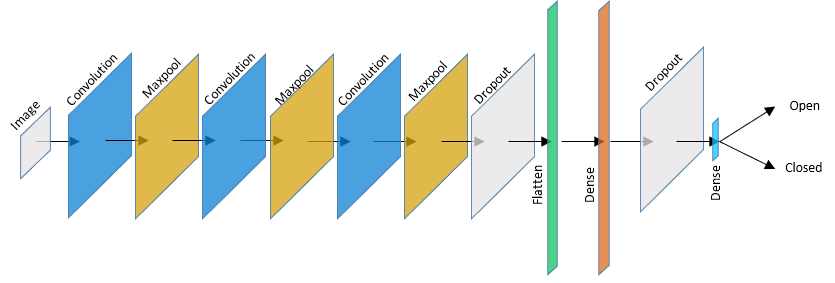 Image
Convolution
Maxpool
Convolution
Maxpool
Convolution
Maxpool
Dropout
Flatten
Dense
Dropout
Dense
Open
Closed